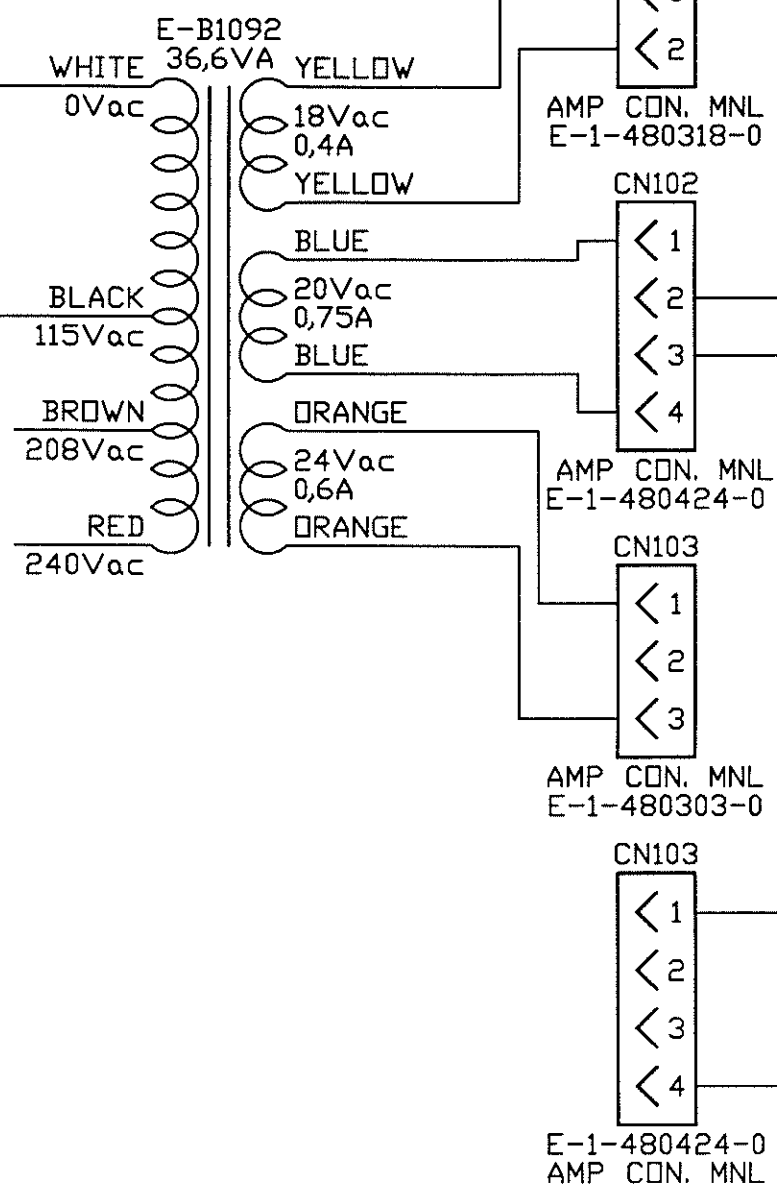 E-B1092
36,6VA
WHITE
0Vac
BLACK
115Vac
BROWN
208Vac
RED
240Vac
YELLOW
18Vac
0,4A
YELLOW
BLUE
20Vac
0,75A
BLUE
ORANGE
24Vac
0,6A
ORANGE
2
AMP CON. MNL
E-1-480318-0
CN102
1
2
3
4
AMP CON. MNL
E-1-480424-0
CN103
1
2
3
AMP CON. MNL
E-1-480303-0
CN103
1
2
3
4
E-1-480424-0
AMP CON. MNL